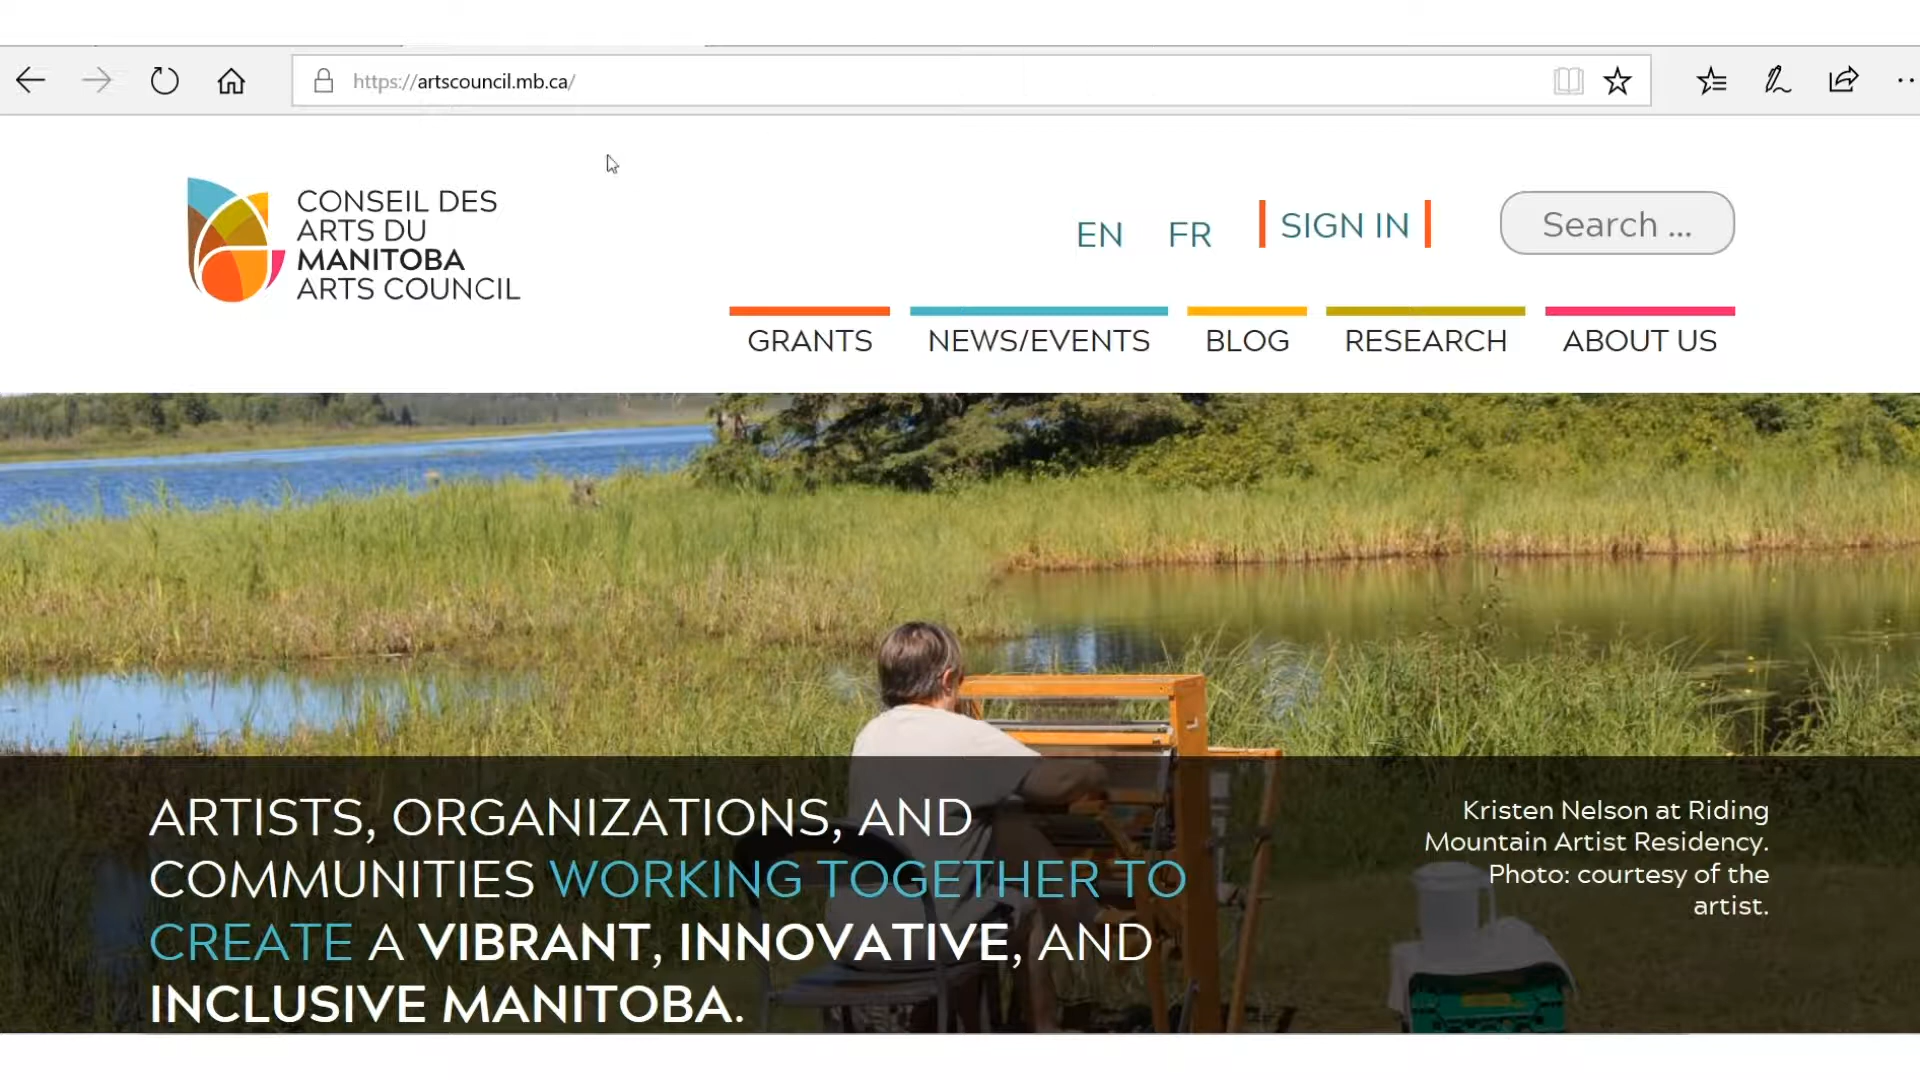 https://artscouncil.mb.ca/
CONSEIL DES
ARTS DU
MANITOBA
ARTS COUNCIL
EN FR SIGN IN Search ...
GRANTS NEWS/EVENTS BLOG RESEARCH ABOUT US
ARTISTS, ORGANIZATIONS, AND
COMMUNITIES WORKING TOGETHER TO
CREATE A VIBRANT, INNOVATIVE, AND
INCLUSIVE MANITOBA.
Kristen Nelson at Riding
Mountain Artist Residency.
Photo: courtesy of the
artist.